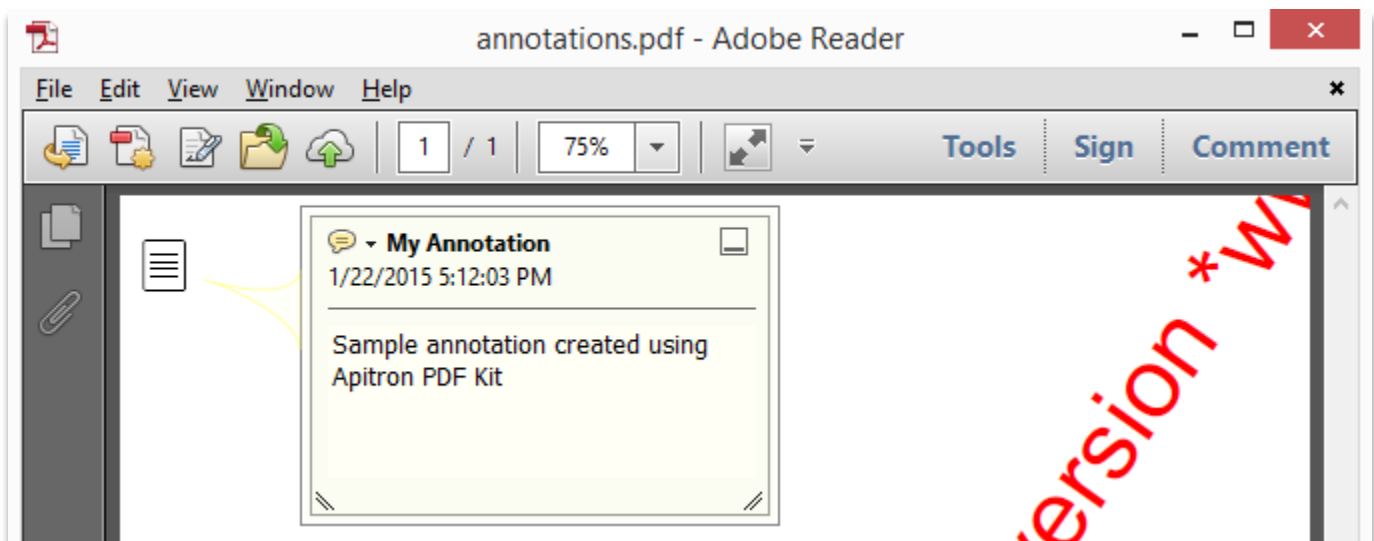 annotations.pdf - Adobe Reader
File Edit View Window Help
1 / 1 75% Tools Sign Comment
My Annotation
1/22/2015 5:12:03 PM
Sample annotation created using
Apitron PDF Kit